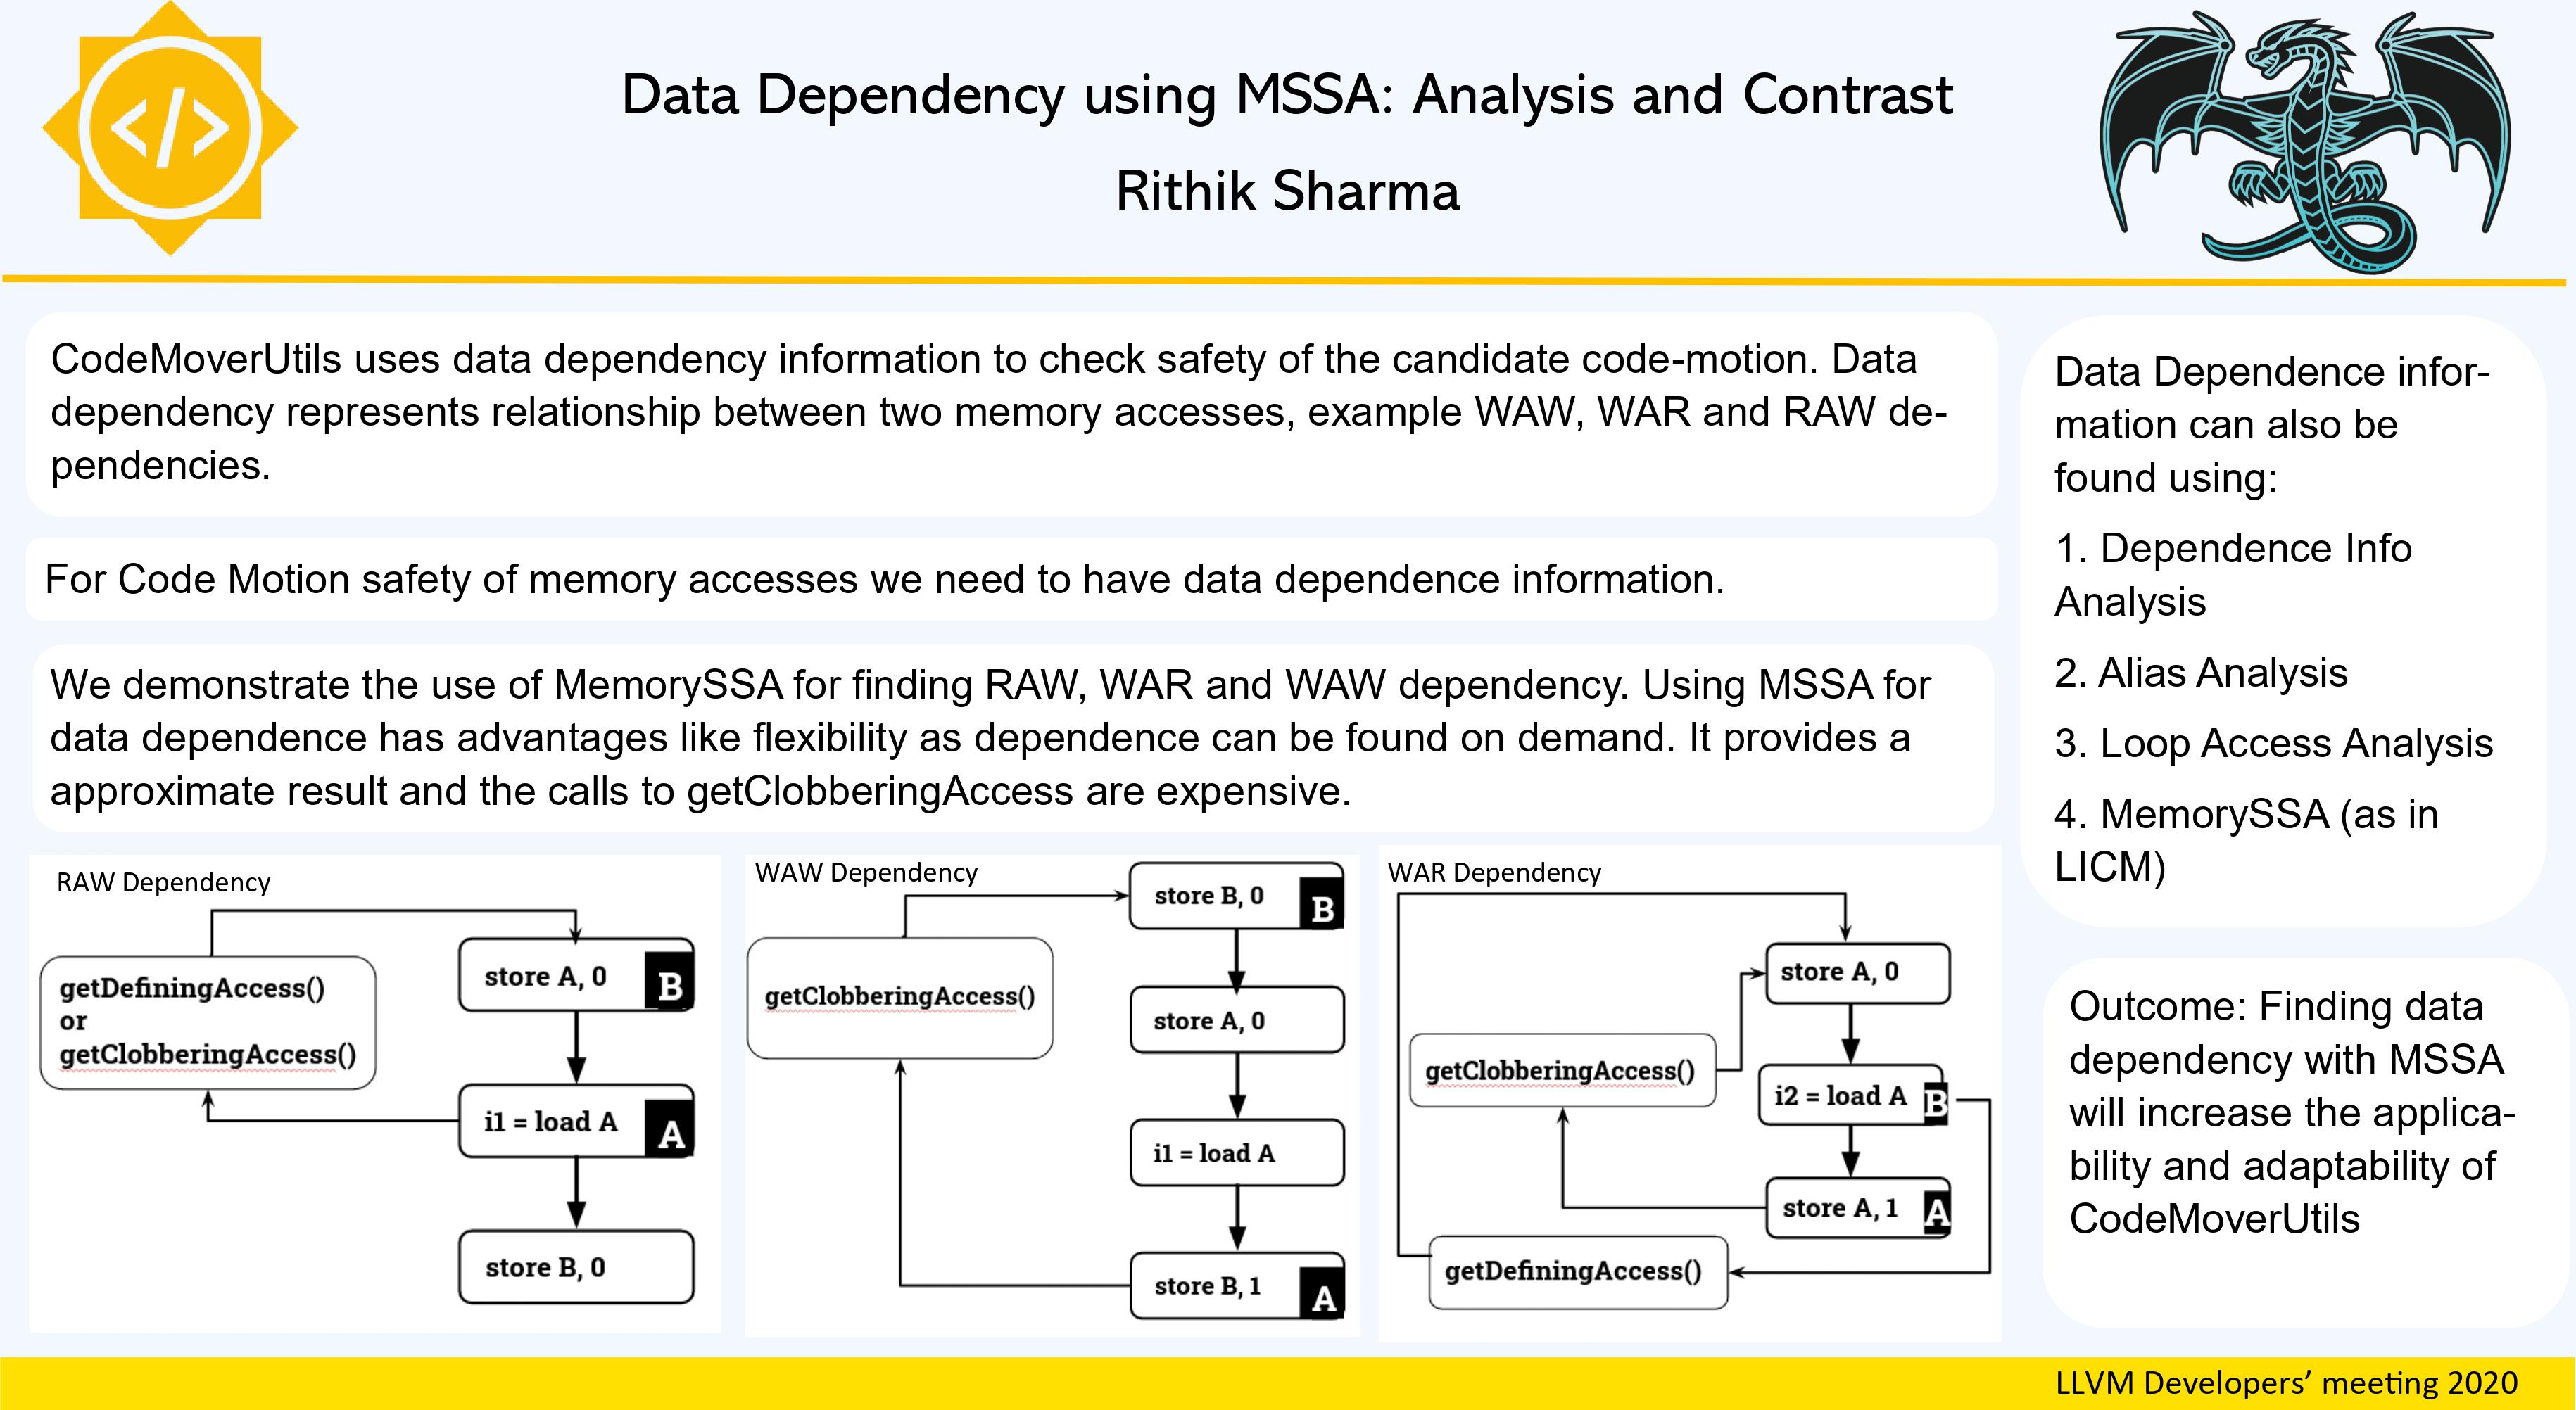 </>
Data Dependency using MSSA: Analysis and Contrast
Rithik Sharma
CodeMoverUtils uses data dependency information to check safety of the candidate code-motion. Data
dependency represents relationship between two memory accesses, example WAW, WAR and RAW de-
pendencies.
For Code Motion safety of memory accesses we need to have data dependence information.
We demonstrate the use of MemorySSA for finding RAW, WAR and WAW dependency. Using MSSA for
data dependence has advantages like flexibility as dependence can be found on demand. It provides a
approximate result and the calls to getClobberingAccess are expensive.
RAW Dependency
getDefiningAccess()
or
getClobberingAccess()
store A, 0
B
i1 = load A
A
store B, 0
WAW Dependency
getClobberingAccess()
store B, 0
B
store A, 0
i1 = load A
store B, 1
A
WAR Dependency
store A, 0
getClobberingAccess()
i2 = load A
B
store A, 1
A
getDefiningAccess()
Data Dependence infor-
mation can also be
found using:
1. Dependence Info
Analysis
2. Alias Analysis
3. Loop Access Analysis
4. MemorySSA (as in
LICM)
Outcome: Finding data
dependency with MSSA
will increase the applica-
bility and adaptability of
CodeMoverUtils
LLVM Developers’ meeting 2020